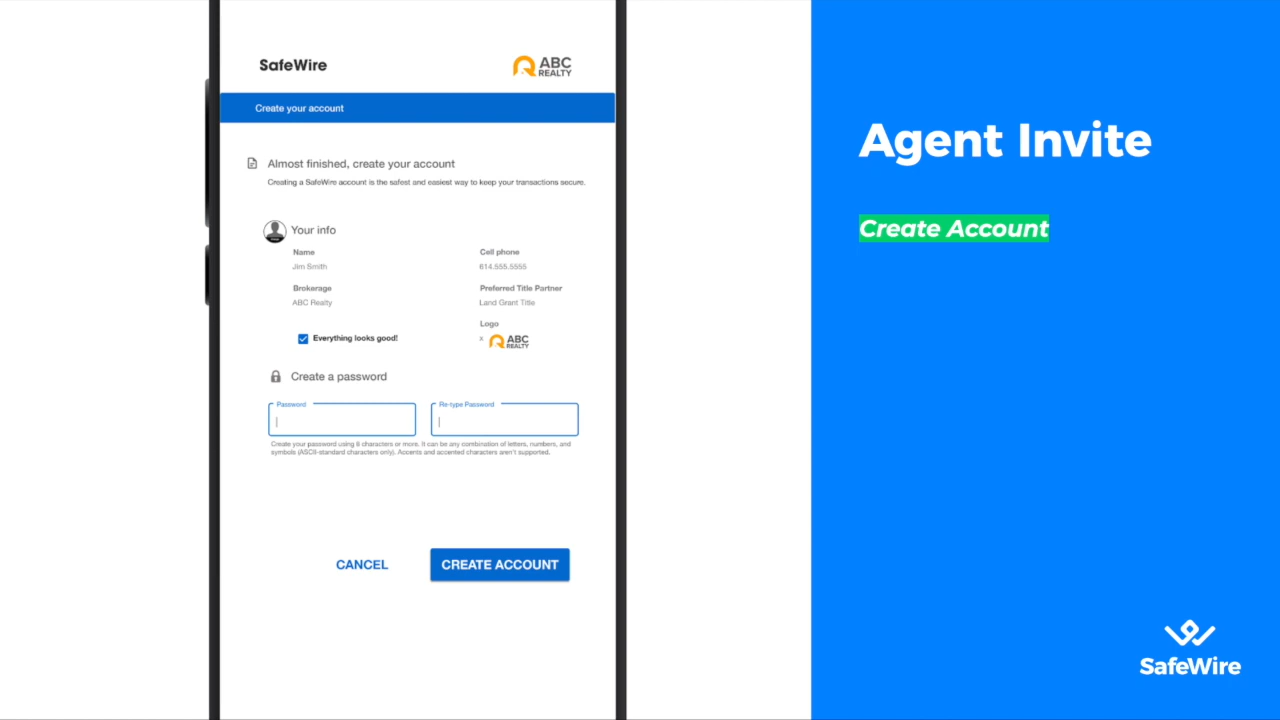 SafeWire
ABC
REALTY
Create your account
Almost finished, create your account
Creating a SafeWire account is the safest and easiest way to keep your transactions secure.
Your info
Name
Jim Smith
Cell phone
614.555.5555
Brokerage
ABC Realty
Preferred Title Partner
Land Grant Title
Logo
x ABC
REALTY
Everything looks good!
Create a password
Password
Re-type Password
Create your password using 8 characters or more. It can be any combination of letters, numbers, and
symbols (ASCII-standard characters only). Accents and accented characters aren't supported.
CANCEL
CREATE ACCOUNT
Agent Invite
Create Account
SafeWire